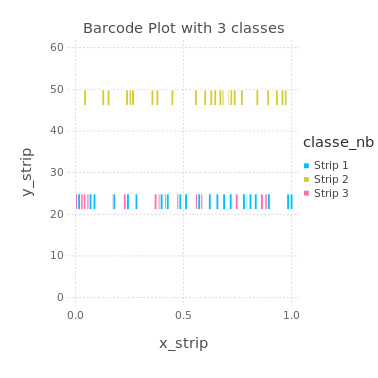 Barcode Plot with 3 classes
60
50
40
30
20
10
0
y_strip
0.0
0.5
1.0
x_strip
classe_nb
Strip 1
Strip 2
Strip 3